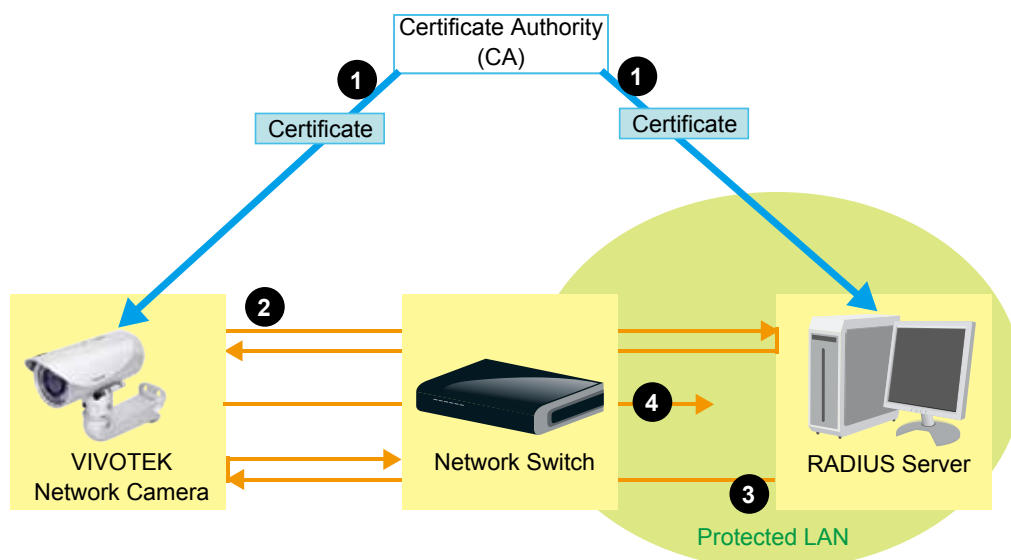 Certificate Authority
(CA)
1
1
Certificate
Certificate
2
4
VIVOTEK
Network Camera
Network Switch
RADIUS Server
3
Protected LAN